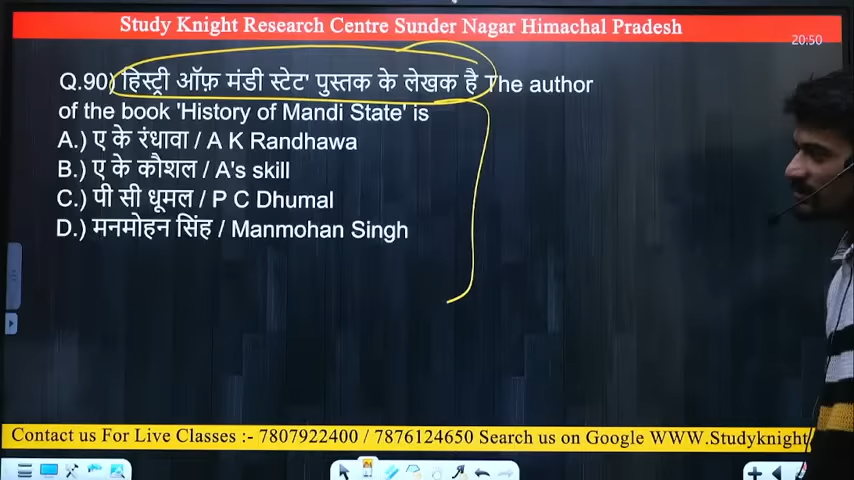 Study Knight Research Centre Sunder Nagar Himachal Pradesh
20:50
Q.90) हिस्ट्री ऑफ़ मंडी स्टेट' पुस्तक के लेखक है The author
of the book 'History of Mandi State' is
A.) ए के रंधावा / A K Randhawa
B.) ए के कौशल / A's skill
C.) पी सी धूमल / P C Dhumal
D.) मनमोहन सिंह / Manmohan Singh
Contact us For Live Classes :- 7807922400 / 7876124650 Search us on Google WWW.Studyknight